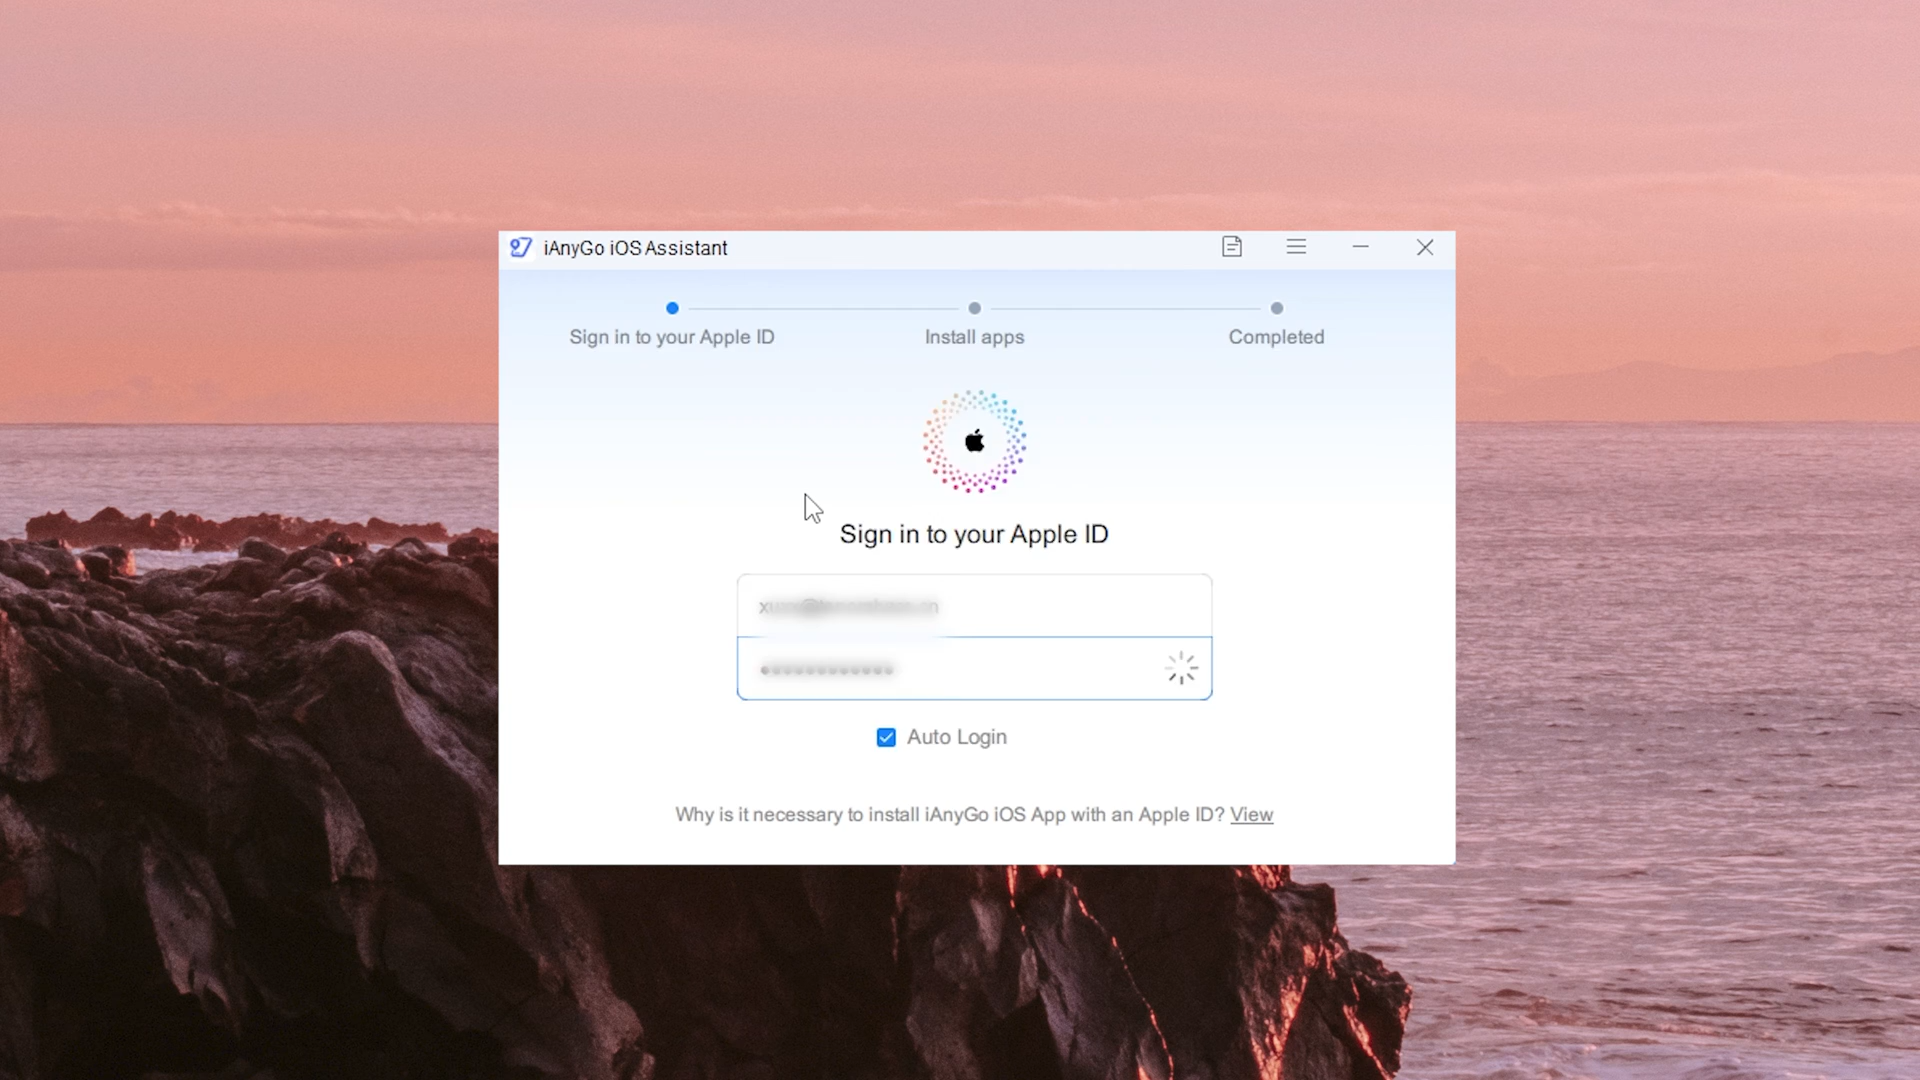 iAnyGo iOS Assistant
Sign in to your Apple ID
Install apps
Completed
Sign in to your Apple ID
Auto Login
Why is it necessary to install iAnyGo iOS App with an Apple ID? View